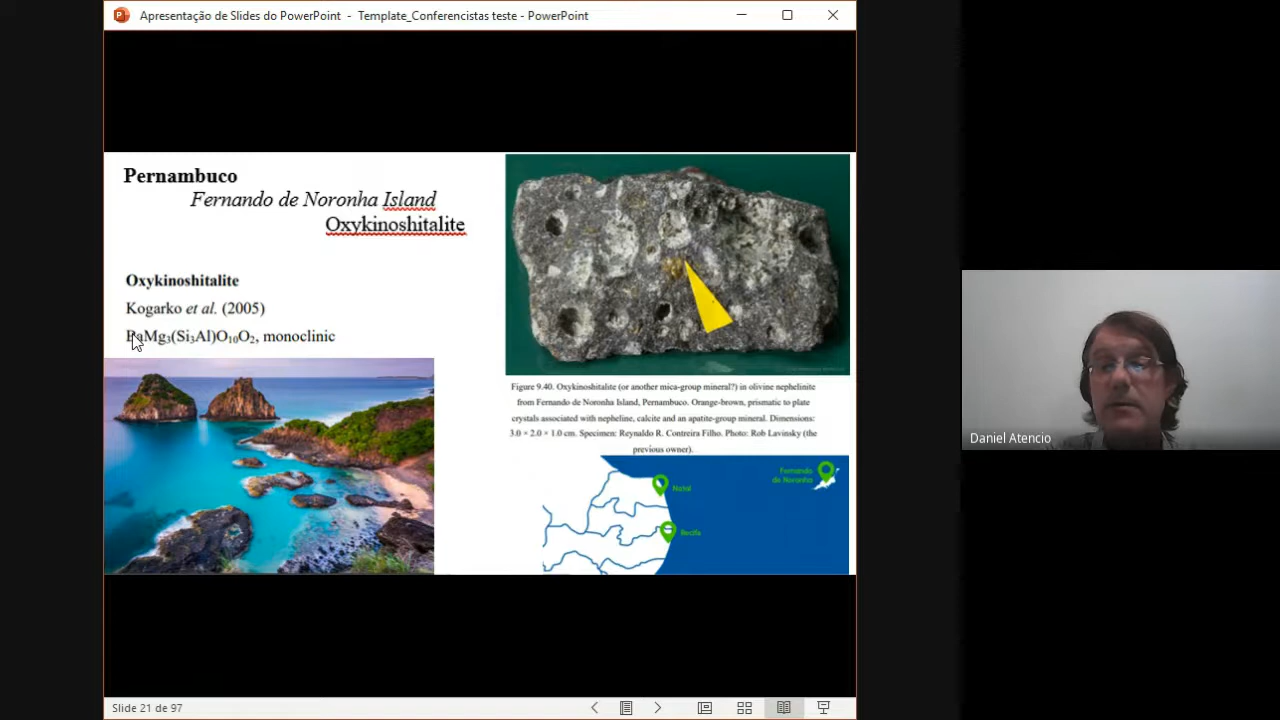 Apresentação de Slides do PowerPoint - Template_Conferencistas teste - PowerPoint
Pernambuco
Fernando de Noronha Island
Oxykinoshitalite
Oxykinoshitalite
Kogarko et al. (2005)
BaMg₃(Si₃Al)O₁₀O₂, monoclinic
Figure 9.40. Oxykinoshitalite (or another mica-group mineral?) in olivine nephelinite
from Fernando de Noronha Island, Pernambuco. Orange-brown, prismatic to plate
crystals associated with nepheline, calcite and an apatite-group mineral. Dimensions:
3.0 × 2.0 × 1.0 cm. Specimen: Reynaldo R. Contreira Filho. Photo: Rob Lavinsky (the
previous owner).
Fernando
de Noronha
Natal
Recife
Daniel Atencio
Slide 21 de 97